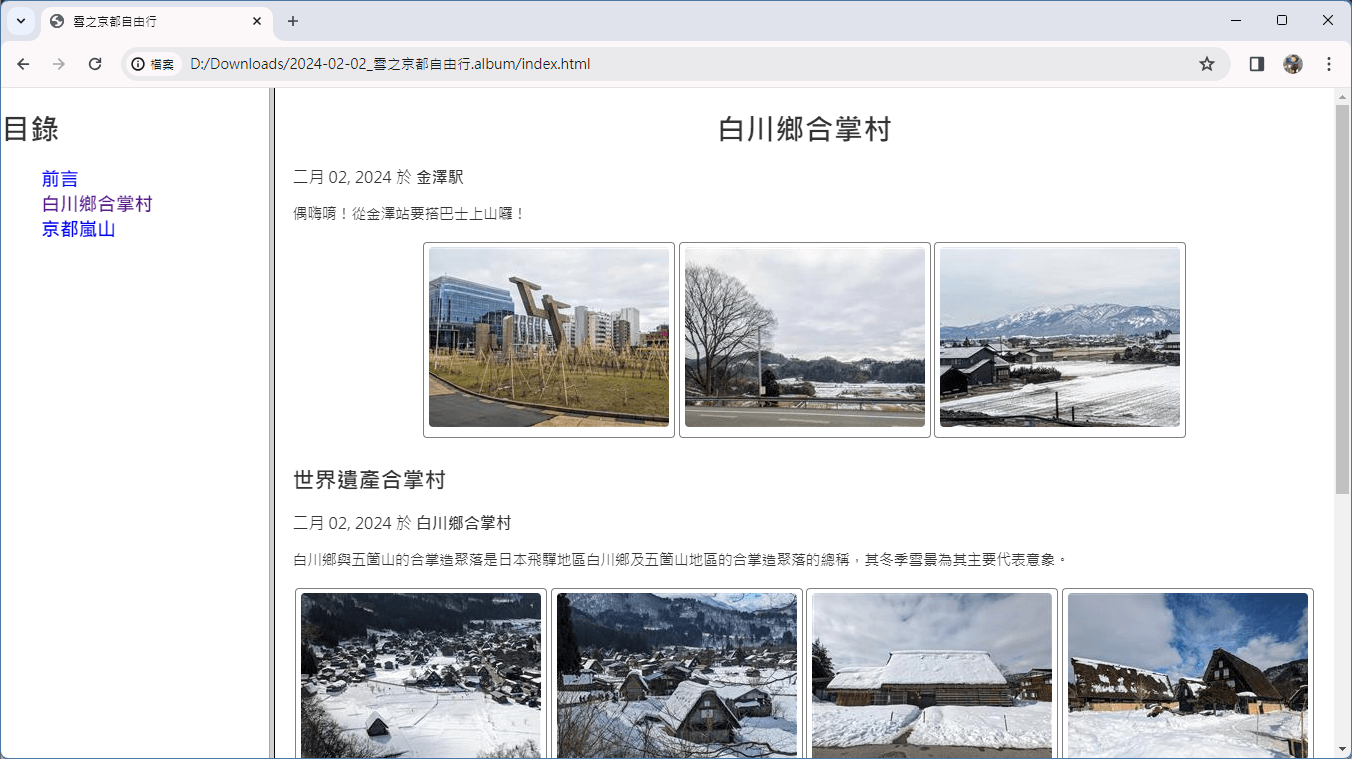 雪之京都自由行
檔案
D:/Downloads/2024-02-02_雪之京都自由行.album/index.html
目錄
前言
白川鄉合掌村
京都嵐山
白川鄉合掌村
二月 02, 2024 於 金澤駅
偶嗨唷！從金澤站要搭巴士上山囉！
世界遺產合掌村
二月 02, 2024 於 白川鄉合掌村
白川鄉與五箇山的合掌造聚落是日本飛驒地區白川鄉及五箇山地區的合掌造聚落的總稱，其冬季雪景為其主要代表意象。